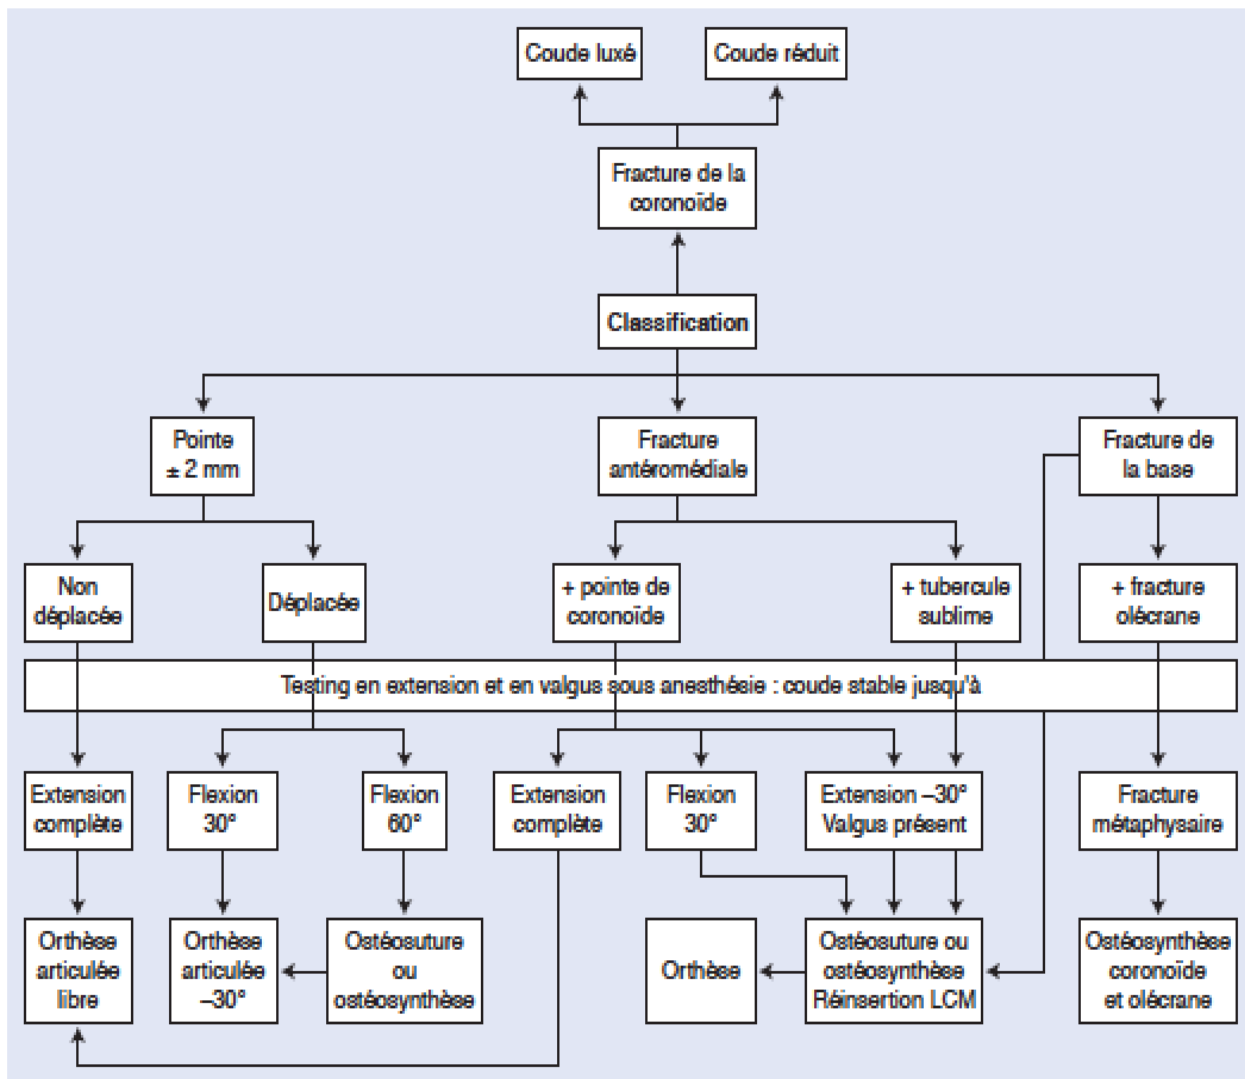 Coude luxé
Coude réduit
Fracture de la
coronoïde
Classification
Pointe
± 2 mm
Fracture
antéromédiale
Fracture de
la base
Non
déplacée
Déplacée
+ pointe de
coronoïde
+ tubercule
sublime
+ fracture
olécrane
Testing en extension et en valgus sous anesthésie : coude stable jusqu'à
Extension
complète
Flexion
30°
Flexion
60°
Extension
complète
Flexion
30°
Extension –30°
Valgus présent
Fracture
métaphysaire
Orthèse
articulée
libre
Orthèse
articulée
–30°
Ostéosuture
ou
ostéosynthèse
Orthèse
Ostéosuture ou
ostéosynthèse
Réinsertion LCM
Ostéosynthèse
coronoïde
et olécrane